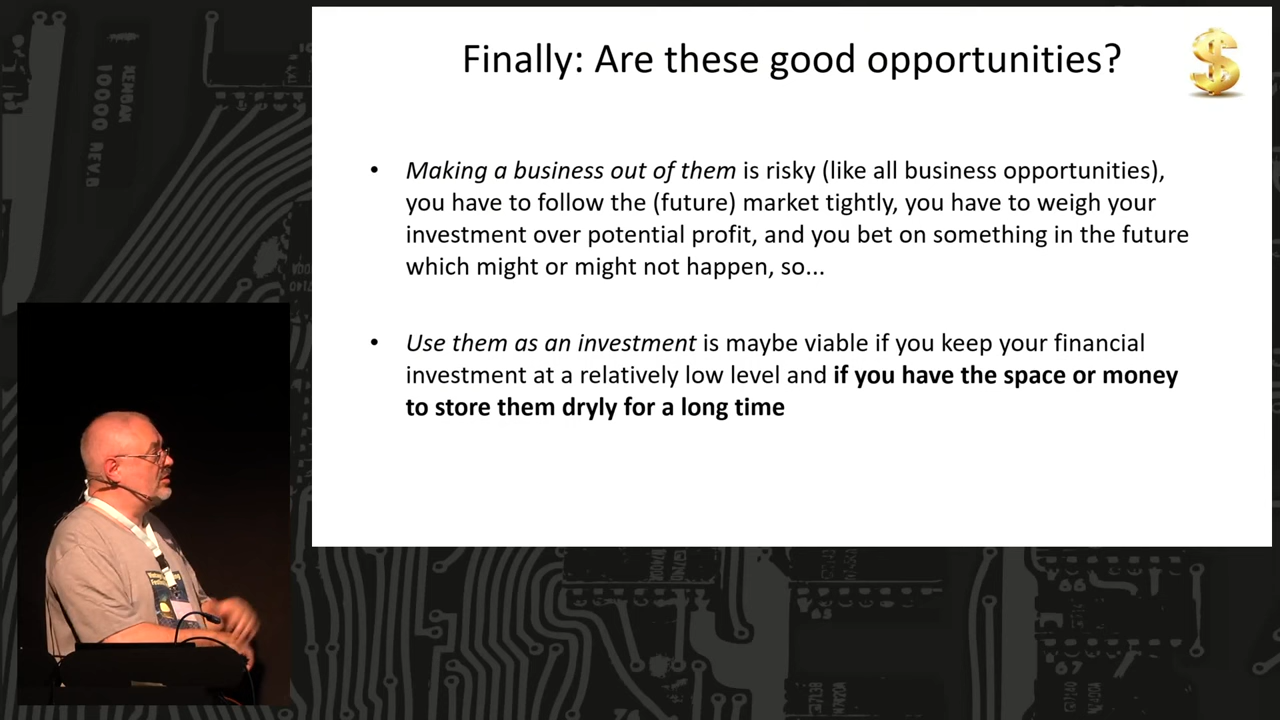 Finally: Are these good opportunities?
$
• Making a business out of them is risky (like all business opportunities),
you have to follow the (future) market tightly, you have to weigh your
investment over potential profit, and you bet on something in the future
which might or might not happen, so...
• Use them as an investment is maybe viable if you keep your financial
investment at a relatively low level and if you have the space or money
to store them dryly for a long time
10000 REV.B